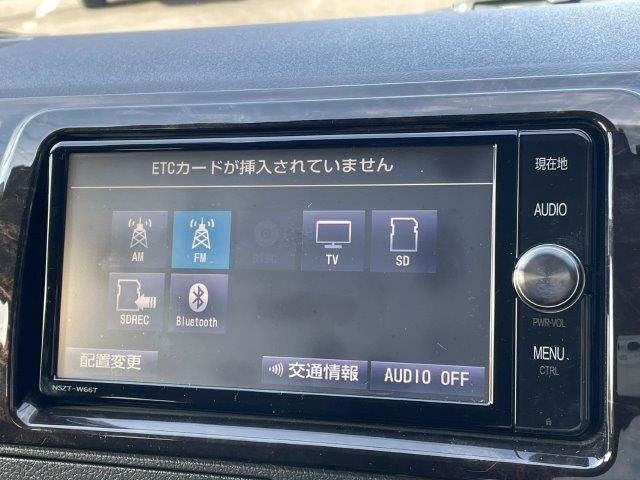 ETCカードが挿入されていません
AM
FM
DISC
TV
SD
SDREC
Bluetooth
配置変更
交通情報
AUDIO OFF
NSZT-W66T
現在地
AUDIO
PWR-VOL
MENU
CTRL